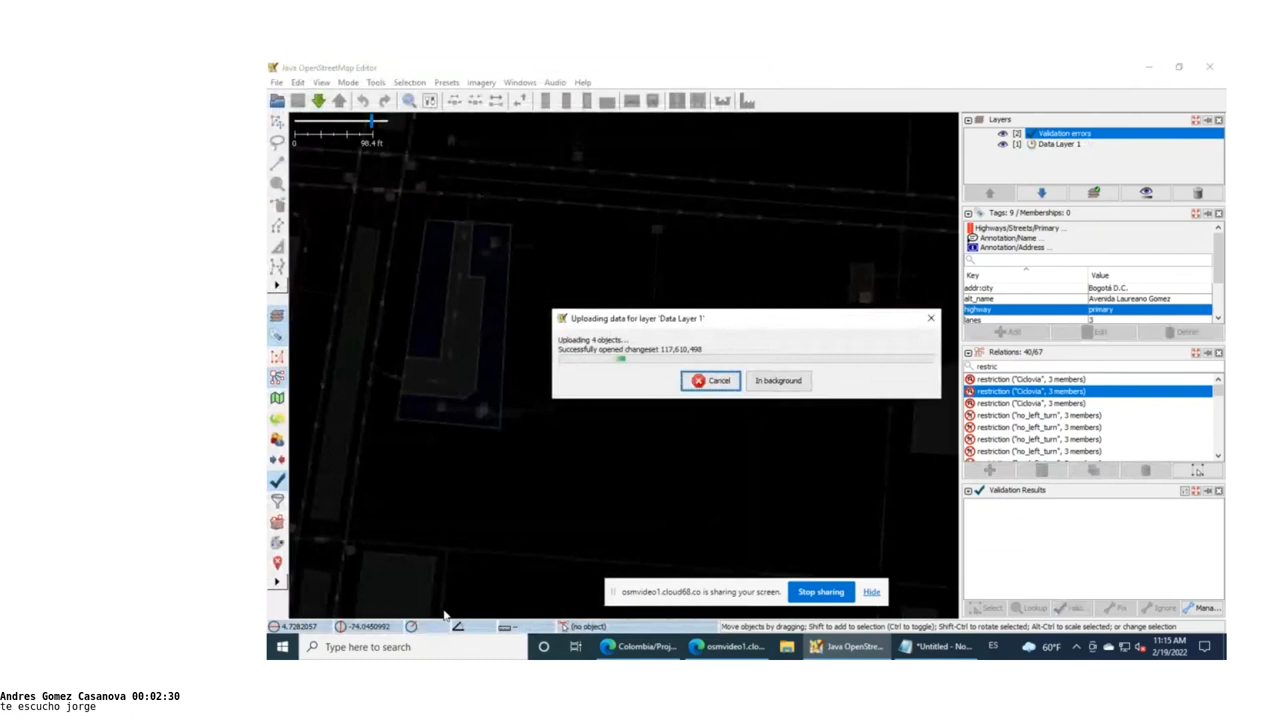 Java OpenStreetMap Editor
File Edit View Mode Tools Selection Presets Imagery Windows Audio Help
0 98.4 ft
Layers
[2] Validation errors
[1] Data Layer 1
Tags: 9 / Memberships: 0
Highways/Streets/Primary ...
Annotation/Name ...
Annotation/Address ...
Key Value
addr:city Bogotá D.C.
alt_name Avenida Laureano Gomez
highway primary
lanes 3
Add Edit Delete
Uploading data for layer 'Data Layer 1'
Uploading 4 objects...
Successfully opened changeset 117,610,498
Cancel In background
Relations: 40/67
restric
restriction ("Ciclovia", 3 members)
restriction ("Ciclovia", 3 members)
restriction ("Ciclovia", 3 members)
restriction ("no_left_turn", 3 members)
restriction ("no_left_turn", 3 members)
restriction ("no_left_turn", 3 members)
restriction ("no_left_turn", 3 members)
Validation Results
osmvideo1.cloud68.co is sharing your screen. Stop sharing Hide
Select Lookup Fix Ignore Mana...
4.7282057 -74.0450992 (no object) Move objects by dragging; Shift to add to selection (Ctrl to toggle); Shift-Ctrl to rotate selected; Alt-Ctrl to scale selected; or change selection
Type here to search Colombia/Proj... osmvideo1.clo... Java OpenStre... *Untitled - No... ES 60°F 11:15 AM
2/19/2022
Andres Gomez Casanova 00:02:30
te escucho jorge